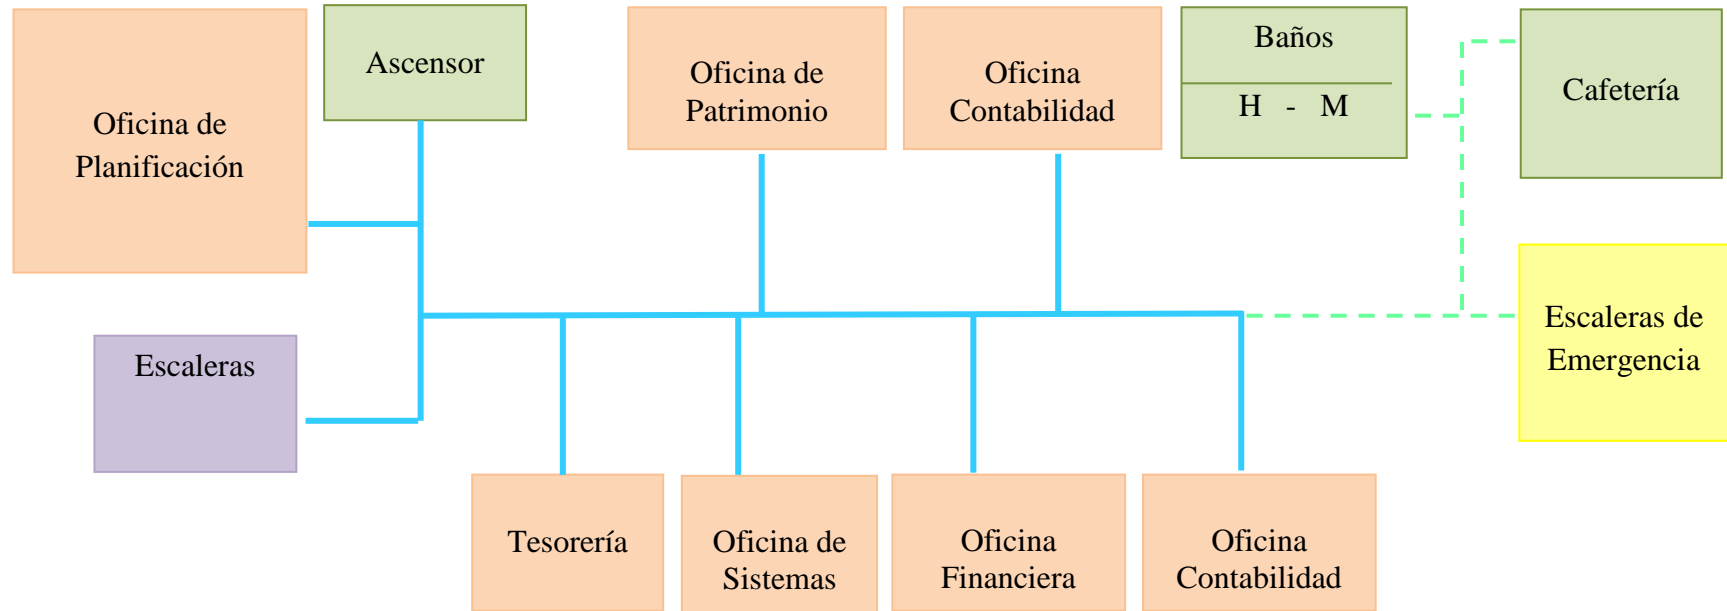 Oficina de
Planificación
Ascensor
Oficina de
Patrimonio
Oficina
Contabilidad
Baños
H - M
Cafetería
Escaleras
Escaleras de
Emergencia
Tesorería
Oficina de
Sistemas
Oficina
Financiera
Oficina
Contabilidad